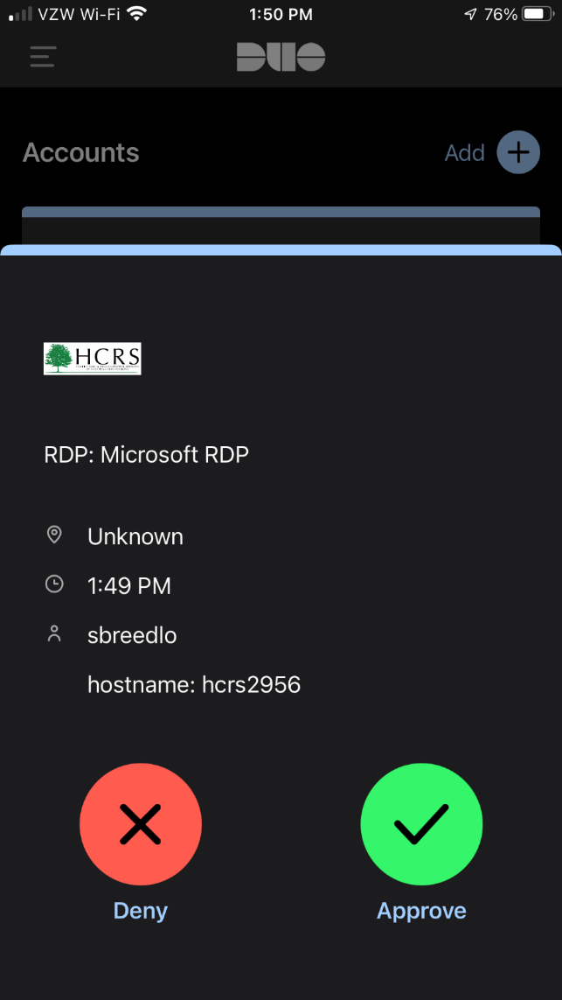 VZW Wi-Fi 1:50 PM 76%
DUO
Accounts Add
HCRS
RDP: Microsoft RDP
Unknown
1:49 PM
sbreedlo
hostname: hcrs2956
Deny Approve